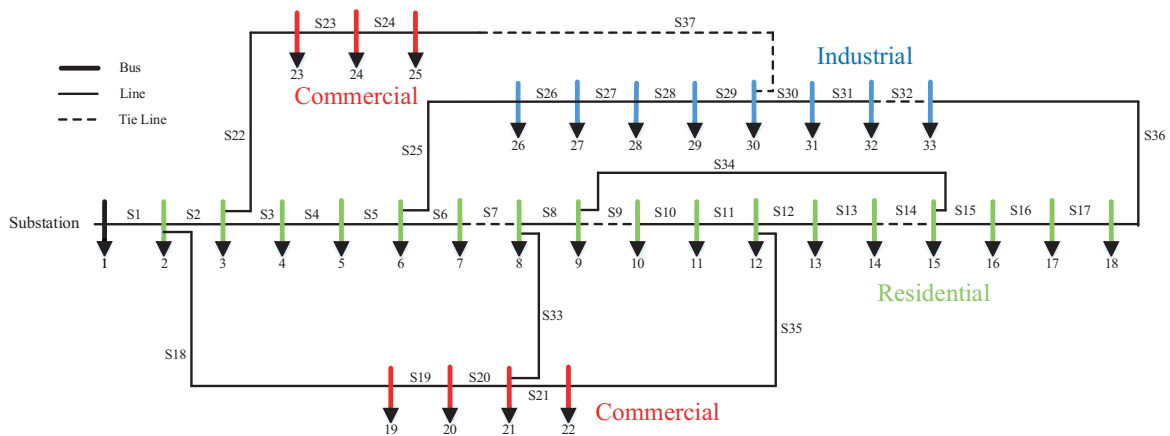 S23 S24 S37
23 24 25
Commercial
Industrial
Bus
Line
Tie Line
S26 S27 S28 S29 S30 S31 S32
26 27 28 29 30 31 32 33
S22
S25
S36
S34
Substation
S1 S2 S3 S4 S5 S6 S7 S8 S9 S10 S11 S12 S13 S14 S15 S16 S17
1 2 3 4 5 6 7 8 9 10 11 12 13 14 15 16 17 18
Residential
S33
S35
S18
S19 S20 S21
19 20 21 22
Commercial